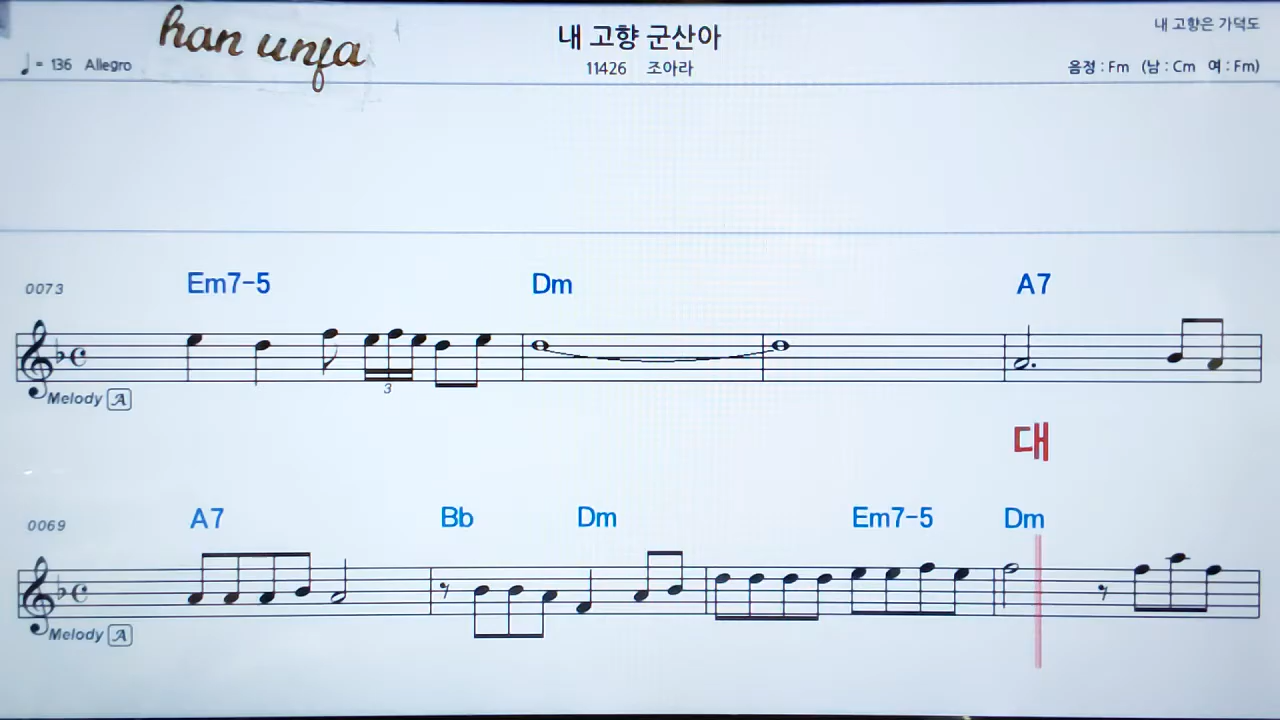 han unfa
내 고향 군산아
내 고향은 가덕도
♩ = 136 Allegro
11426 조아라
음정 : Fm (남 : Cm 여 : Fm)
0073 Em7-5 Dm A7
3
Melody A
대
0069 A7 Bb Dm Em7-5 Dm
Melody A